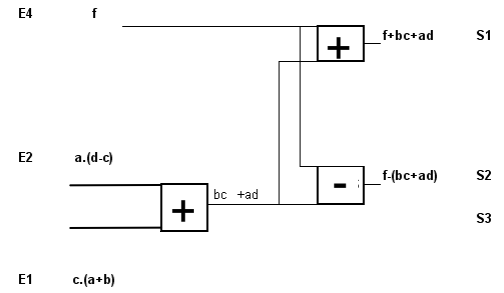 E4 f
+ f+bc+ad S1
E2 a.(d-c)
- f-(bc+ad) S2
+ bc +ad
S3
E1 c.(a+b)